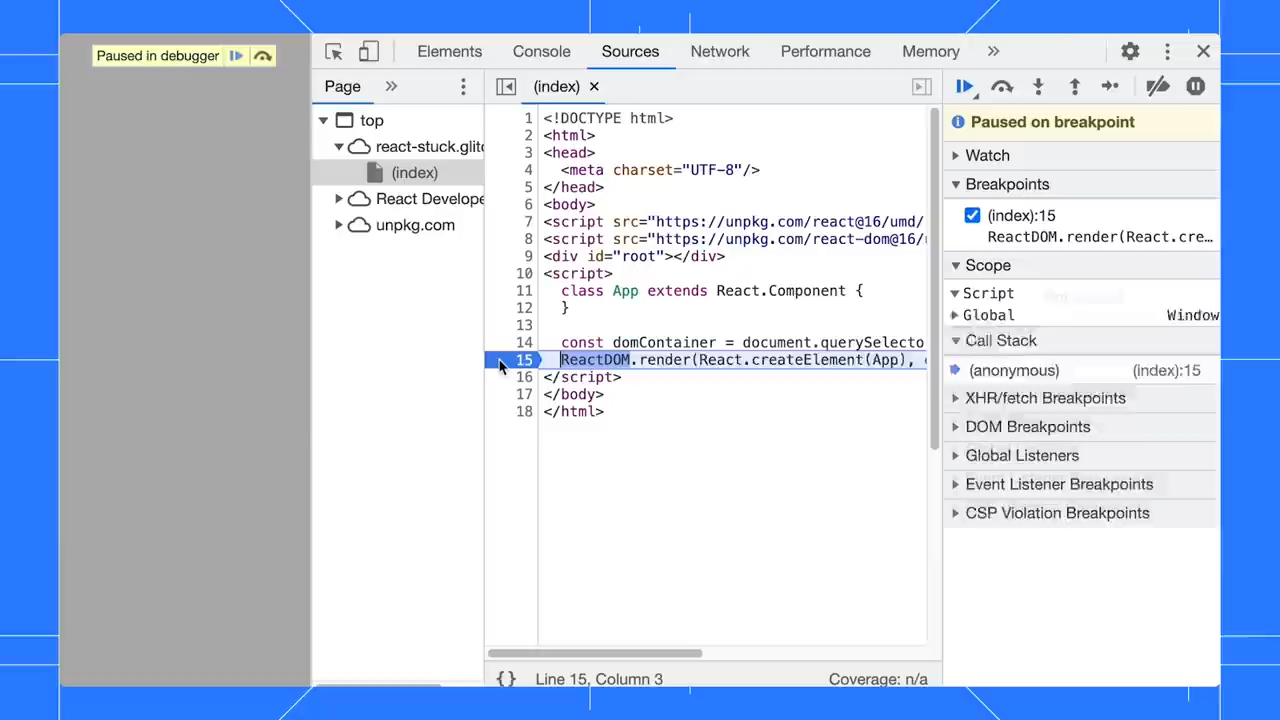 Paused in debugger
Elements Console Sources Network Performance Memory
Page
(index)
top
react-stuck.glitc
(index)
React Develope
unpkg.com
1 <!DOCTYPE html>
2 <html>
3 <head>
4 <meta charset="UTF-8"/>
5 </head>
6 <body>
7 <script src="https://unpkg.com/react@16/umd/
8 <script src="https://unpkg.com/react-dom@16/
9 <div id="root"></div>
10 <script>
11 class App extends React.Component {
12 }
13
14 const domContainer = document.querySelecto
15 ReactDOM.render(React.createElement(App),
16 </script>
17 </body>
18 </html>
{ } Line 15, Column 3 Coverage: n/a
Paused on breakpoint
Watch
Breakpoints
(index):15
ReactDOM.render(React.cre…
Scope
Script
Global Window
Call Stack
(anonymous) (index):15
XHR/fetch Breakpoints
DOM Breakpoints
Global Listeners
Event Listener Breakpoints
CSP Violation Breakpoints